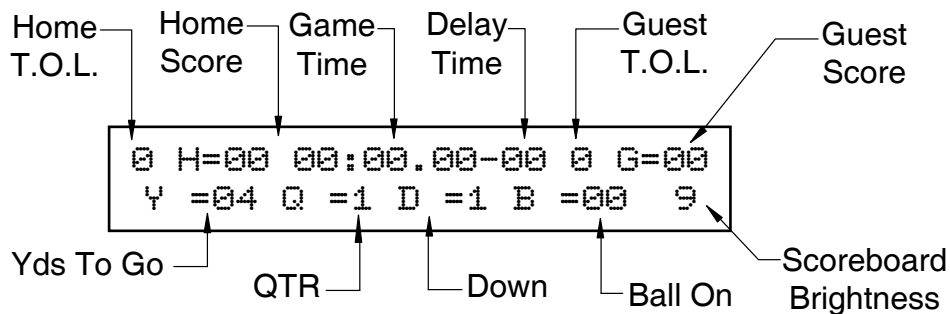 Home T.O.L.
Home Score
Game Time
Delay Time
Guest T.O.L.
Guest Score
0 H=00 00:00.00-00 0 G=00
Y =04 Q =1 D =1 B =00 9
Yds To Go
QTR
Down
Ball On
Scoreboard Brightness